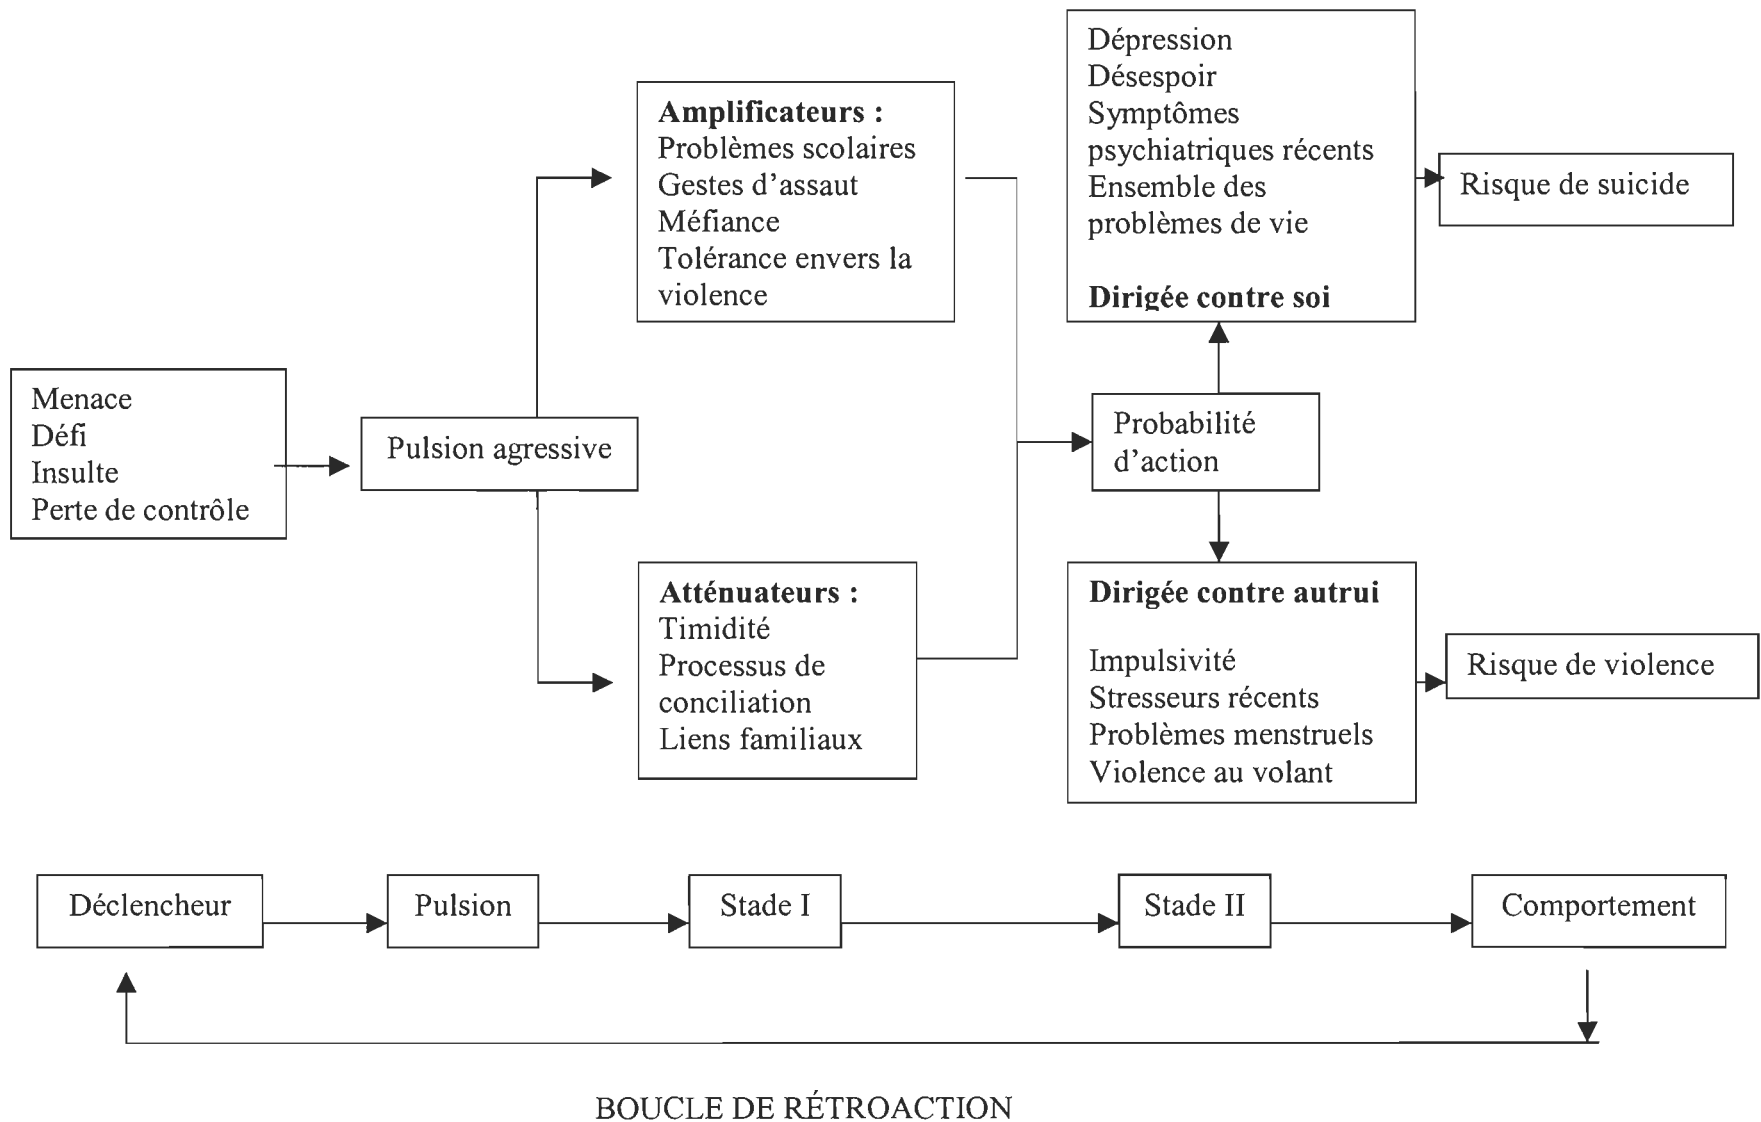 Dépression
Désespoir
Symptômes
psychiatriques récents
Ensemble des
problèmes de vie
Dirigée contre soi
Risque de suicide
Amplificateurs :
Problèmes scolaires
Gestes d’assaut
Méfiance
Tolérance envers la
violence
Menace
Défi
Insulte
Perte de contrôle
Pulsion agressive
Probabilité
d’action
Atténuateurs :
Timidité
Processus de
conciliation
Liens familiaux
Dirigée contre autrui
Impulsivité
Stresseurs récents
Problèmes menstruels
Violence au volant
Risque de violence
Déclencheur
Pulsion
Stade I
Stade II
Comportement
BOUCLE DE RÉTROACTION